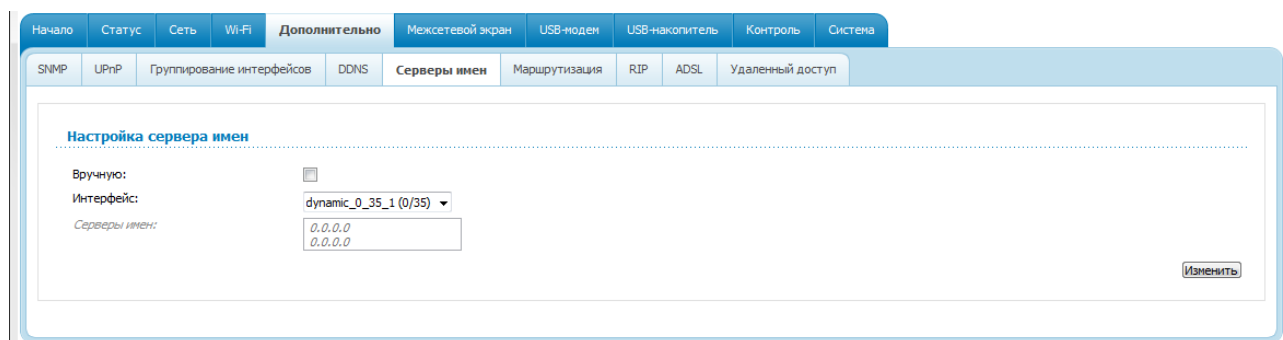 Начало Статус Сеть Wi-Fi Дополнительно Межсетевой экран USB-модем USB-накопитель Контроль Система
SNMP UPnP Группирование интерфейсов DDNS Серверы имен Маршрутизация RIP ADSL Удаленный доступ
Настройка сервера имен
Вручную:
Интерфейс: dynamic_0_35_1 (0/35)
Серверы имен: 0.0.0.0
0.0.0.0
Изменить